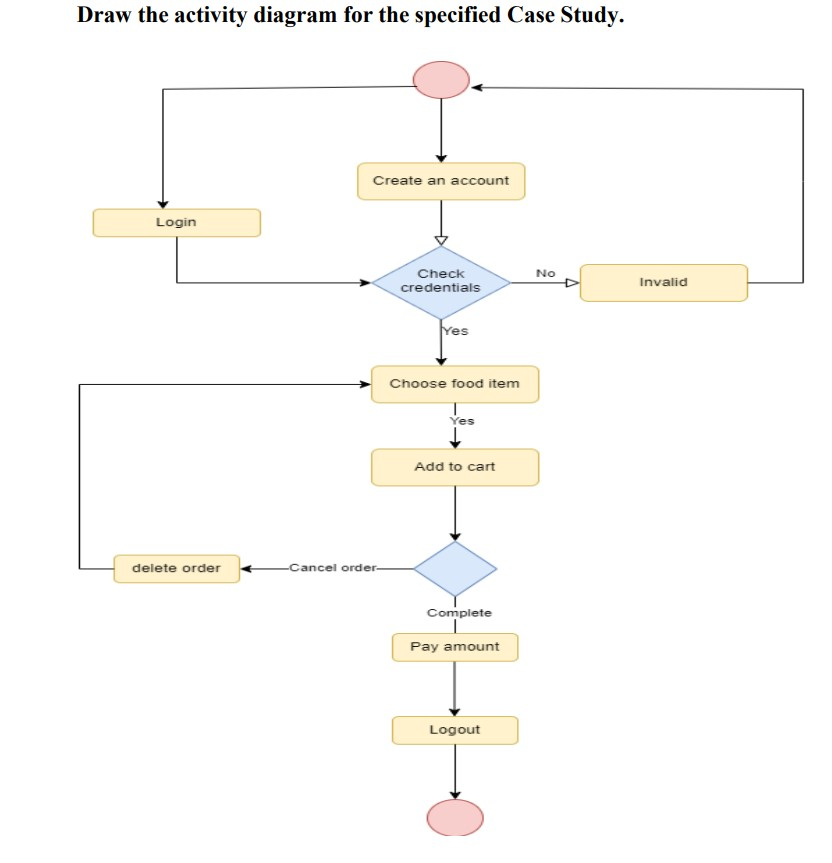 Draw the activity diagram for the specified Case Study.
Create an account
Login
Check
credentials
No
Invalid
Yes
Choose food item
Yes
Add to cart
delete order
Cancel order
Complete
Pay amount
Logout